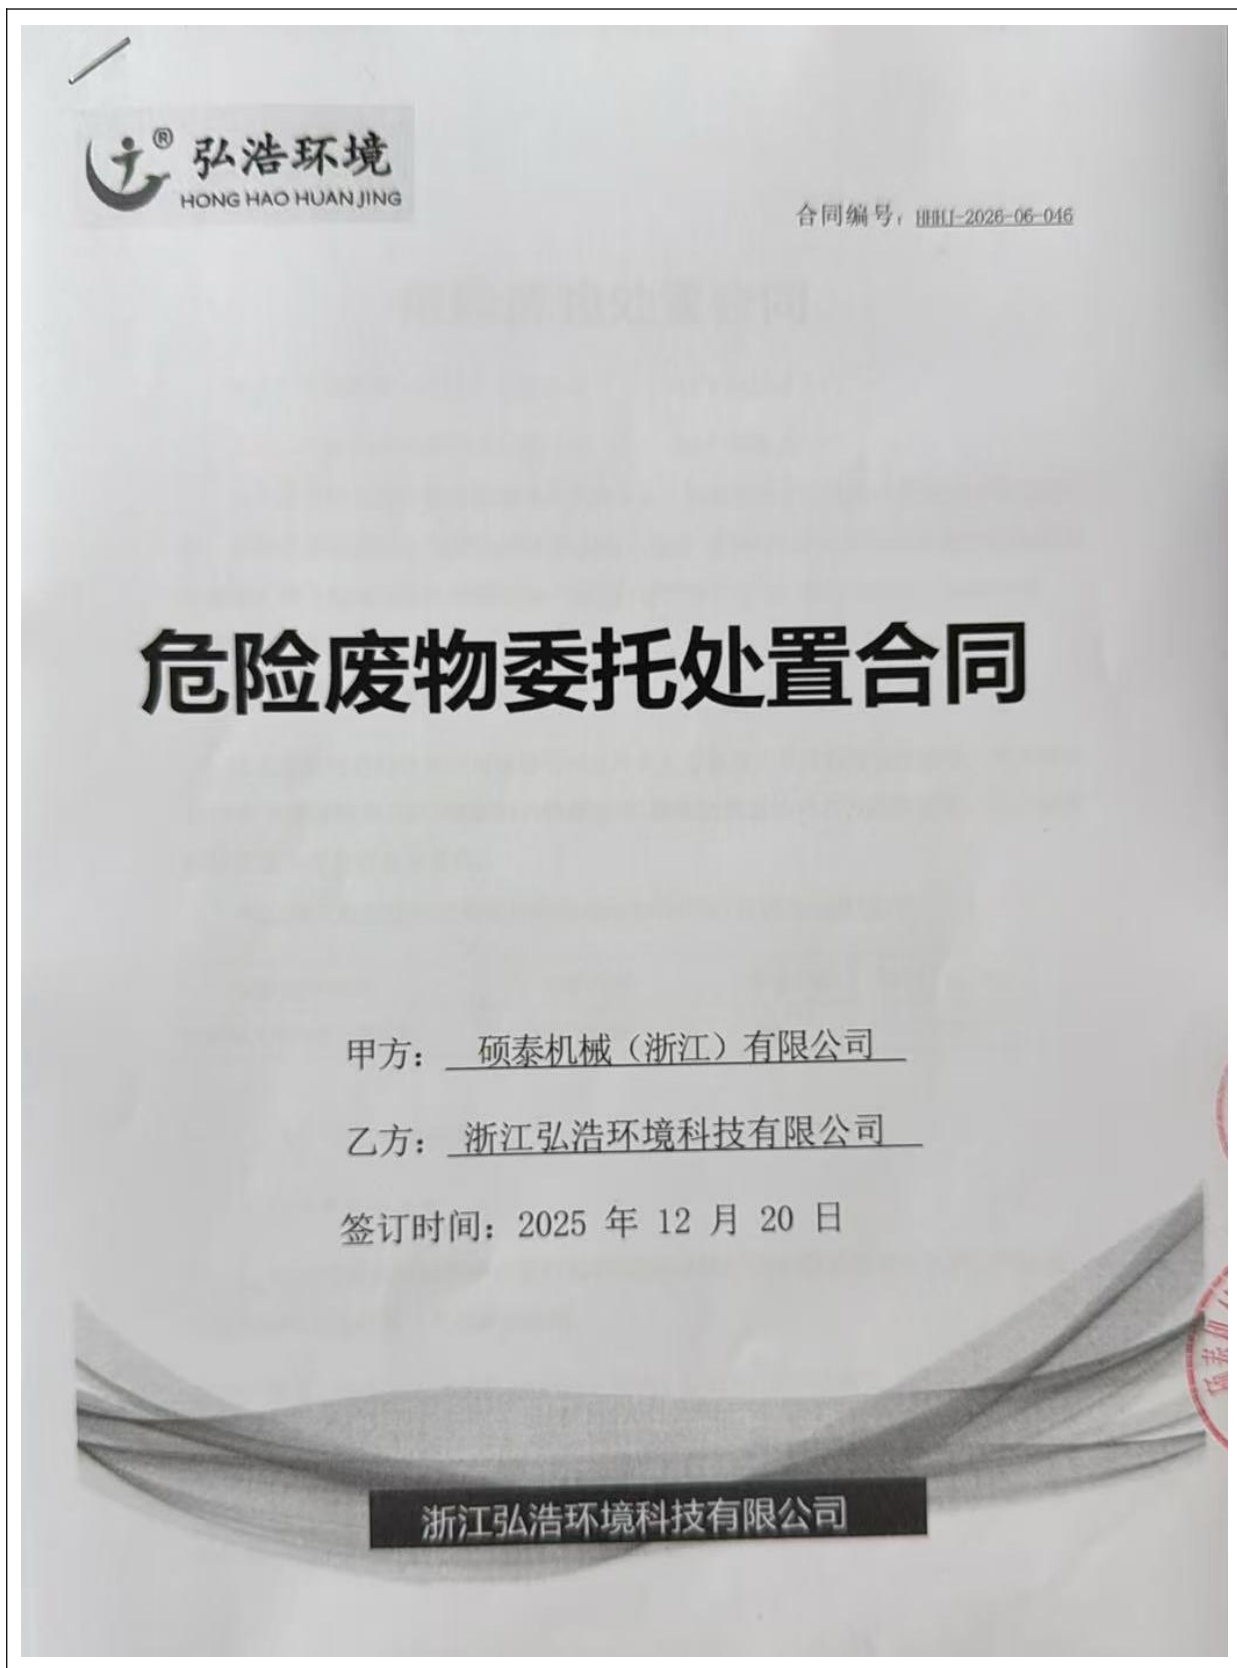 弘浩环境®
HONG HAO HUAN JING
合同编号：HHHJ-2026-06-046
危险废物委托处置合同
甲方：硕泰机械（浙江）有限公司
乙方：浙江弘浩环境科技有限公司
签订时间：2025 年 12 月 20 日
浙江弘浩环境科技有限公司